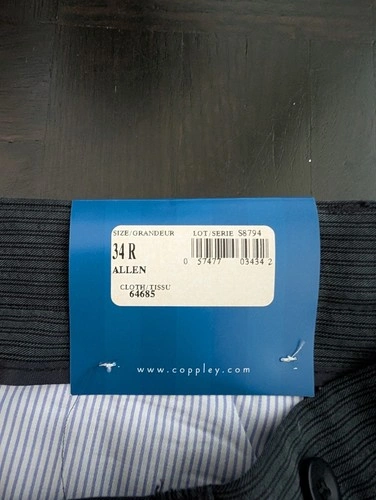 SIZE/GRANDEUR LOT/SERIE S8794
34 R
0 57477 03434 2
ALLEN
CLOTH/TISSU
64685
www.coppley.com